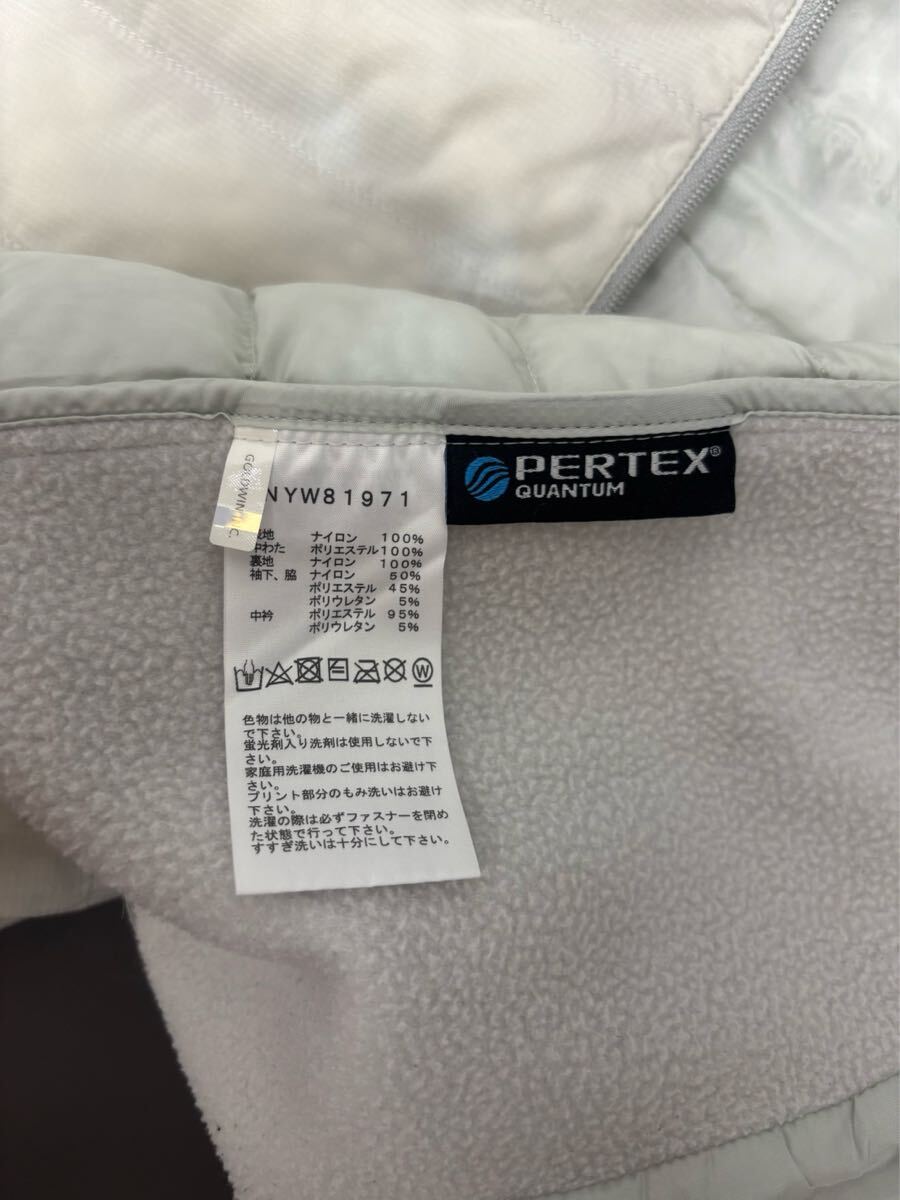 PERTEX®
QUANTUM
GOLDWIN
NYW81971
表地 ナイロン 100%
中わた ポリエステル100%
裏地 ナイロン 100%
袖下、脇 ナイロン 50%
ポリエステル 45%
ポリウレタン 5%
中衿 ポリエステル 95%
ポリウレタン 5%
W
色物は他の物と一緒に洗濯しない
で下さい。
蛍光剤入り洗剤は使用しないで下
さい。
家庭用洗濯機のご使用はお避け下
さい。
プリント部分のもみ洗いはお避け
下さい。
洗濯の際は必ずファスナーを閉め
た状態で行って下さい。
すすぎ洗いは十分にして下さい。